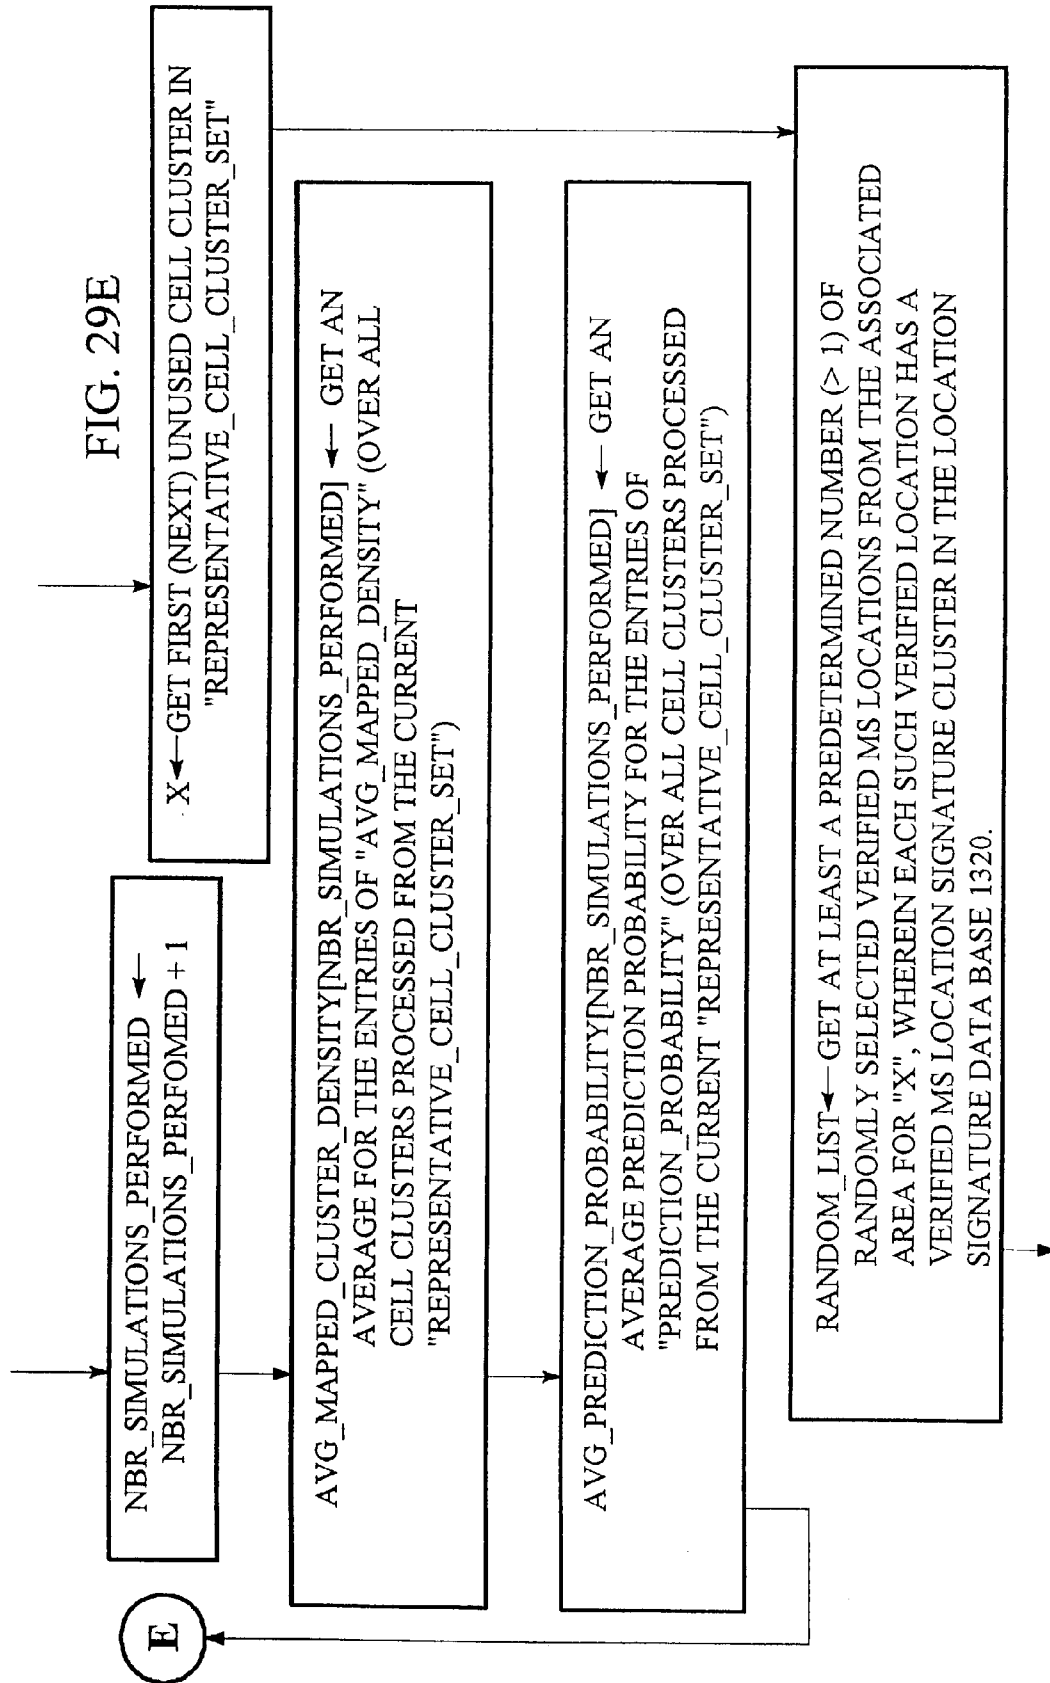 FIG. 29E
E
NBR_SIMULATIONS_PERFORMED ←
NBR_SIMULATIONS_PERFOMED + 1
X ← GET FIRST (NEXT) UNUSED CELL CLUSTER IN
"REPRESENTATIVE_CELL_CLUSTER_SET"
AVG_MAPPED_CLUSTER_DENSITY[NBR_SIMULATIONS_PERFORMED] ← GET AN
AVERAGE FOR THE ENTRIES OF "AVG_MAPPED_DENSITY" (OVER ALL
CELL CLUSTERS PROCESSED FROM THE CURRENT
"REPRESENTATIVE_CELL_CLUSTER_SET")
AVG_PREDICTION_PROBABILITY[NBR_SIMULATIONS_PERFORMED] ← GET AN
AVERAGE PREDICTION PROBABILITY FOR THE ENTRIES OF
"PREDICTION_PROBABILITY" (OVER ALL CELL CLUSTERS PROCESSED
FROM THE CURRENT "REPRESENTATIVE_CELL_CLUSTER_SET")
RANDOM_LIST ← GET AT LEAST A PREDETERMINED NUMBER (> 1) OF
RANDOMLY SELECTED VERIFIED MS LOCATIONS FROM THE ASSOCIATED
AREA FOR "X", WHEREIN EACH SUCH VERIFIED LOCATION HAS A
VERIFIED MS LOCATION SIGNATURE CLUSTER IN THE LOCATION
SIGNATURE DATA BASE 1320.